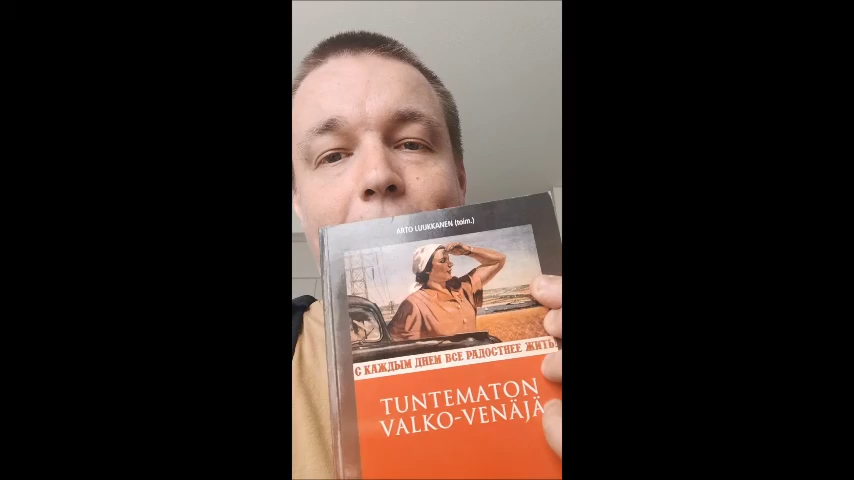 ARTO LUUKKANEN (toim.)
С КАЖДЫМ ДНЕМ ВСЕ РАДОСТНЕЕ ЖИТЬ!
TUNTEMATON
VALKO-VENÄJÄ